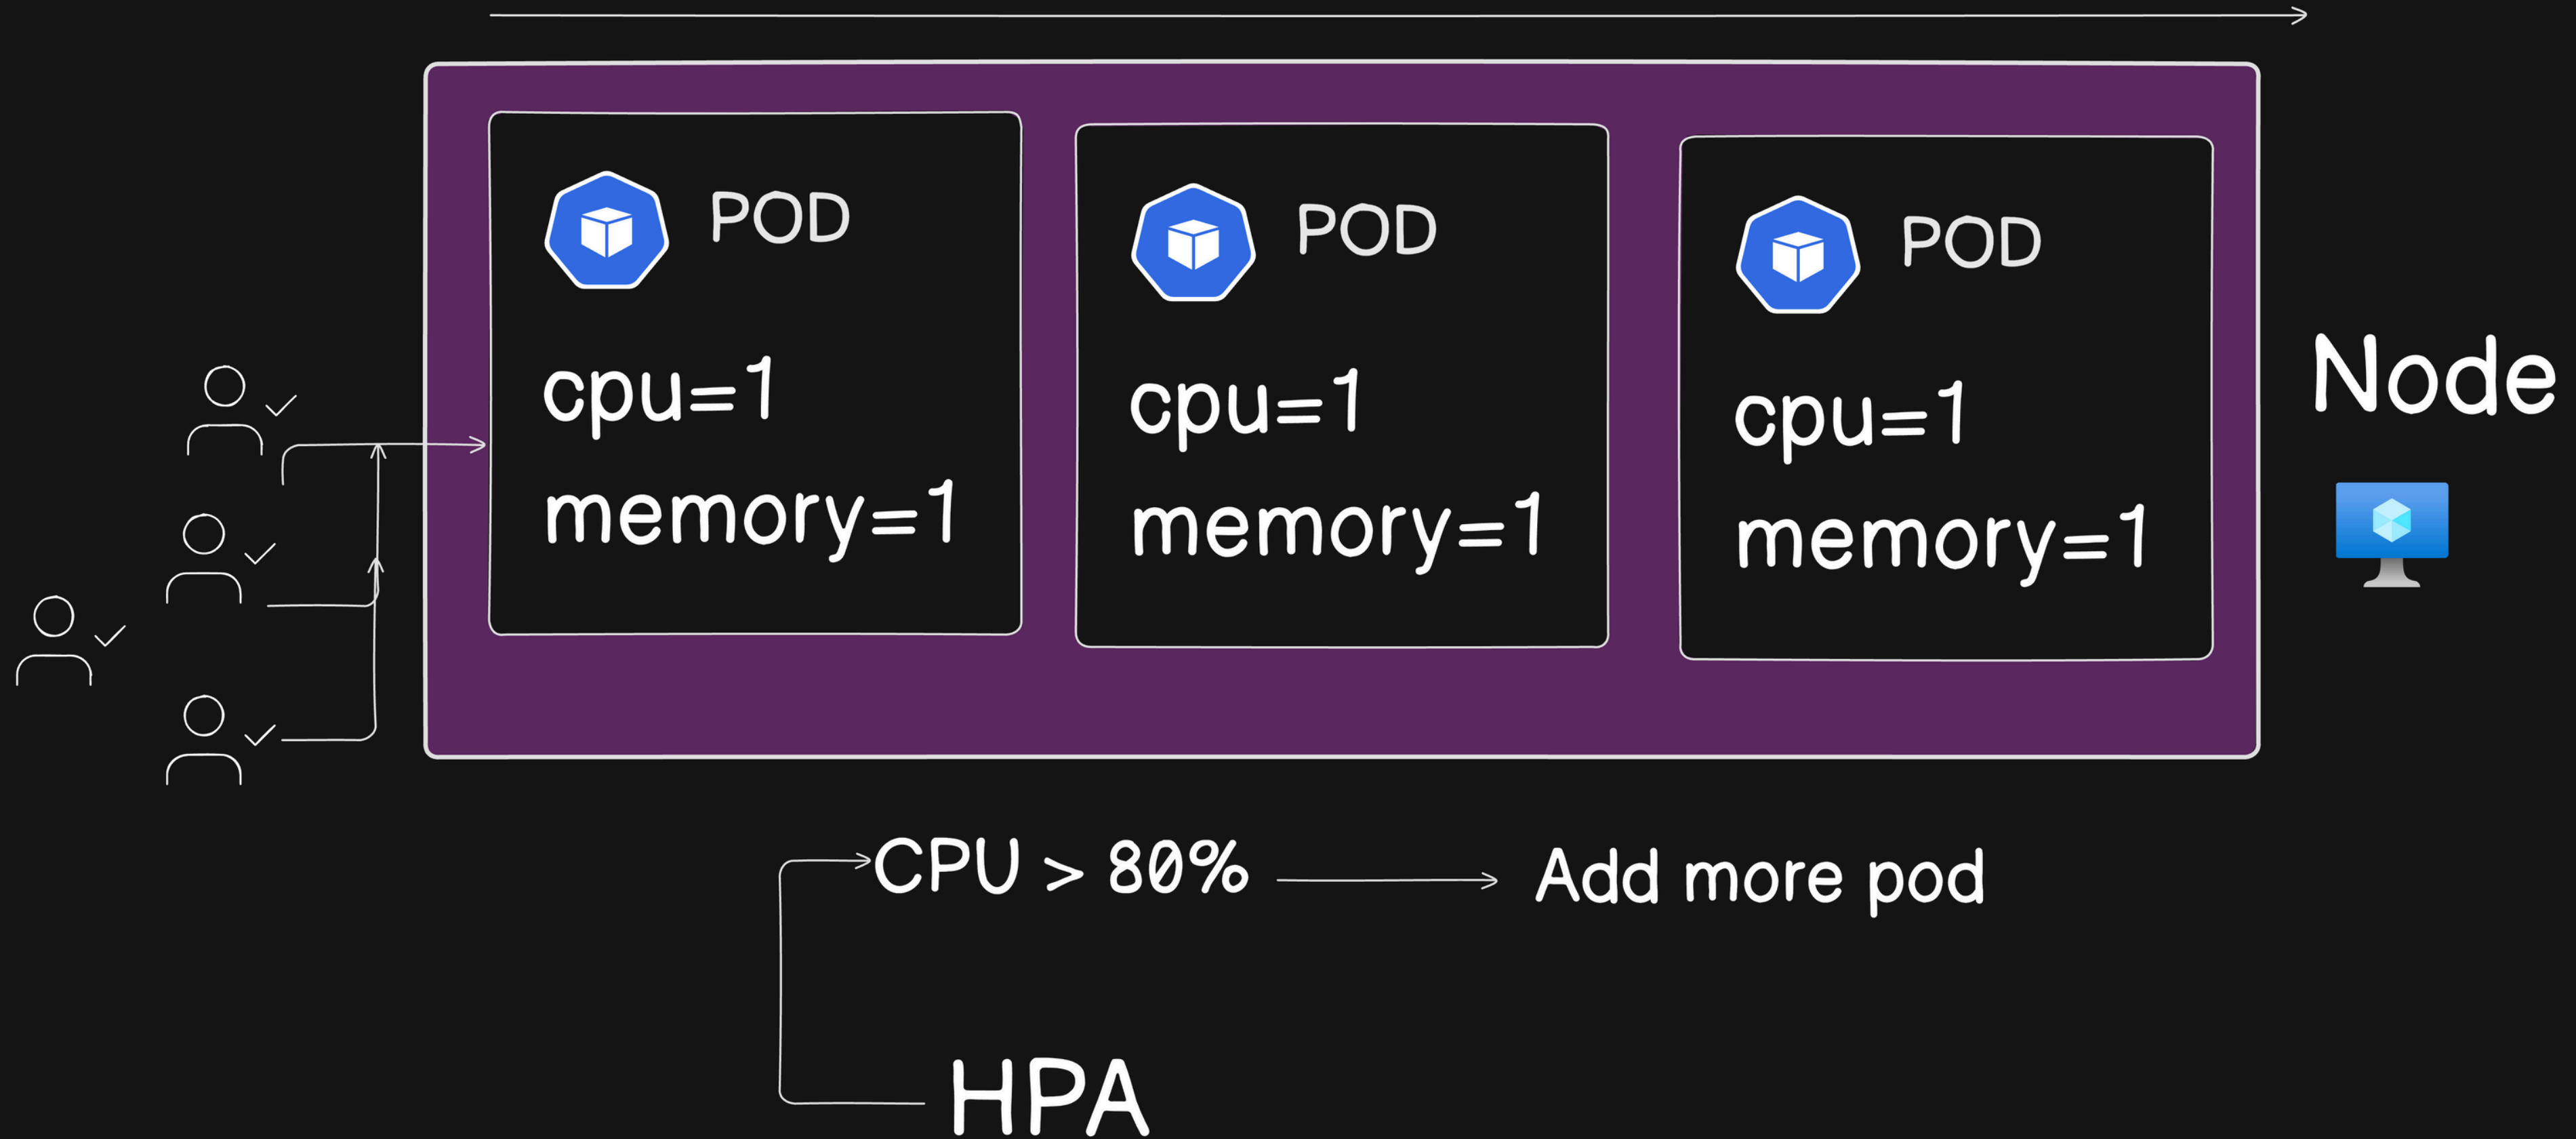 POD
cpu=1
memory=1
POD
cpu=1
memory=1
POD
cpu=1
memory=1
Node
CPU > 80%
Add more pod
HPA